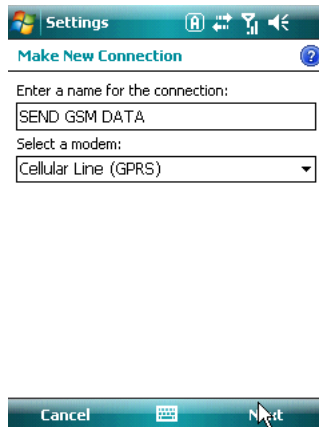 Settings
Make New Connection
Enter a name for the connection:
SEND GSM DATA
Select a modem:
Cellular Line (GPRS)
Cancel Next